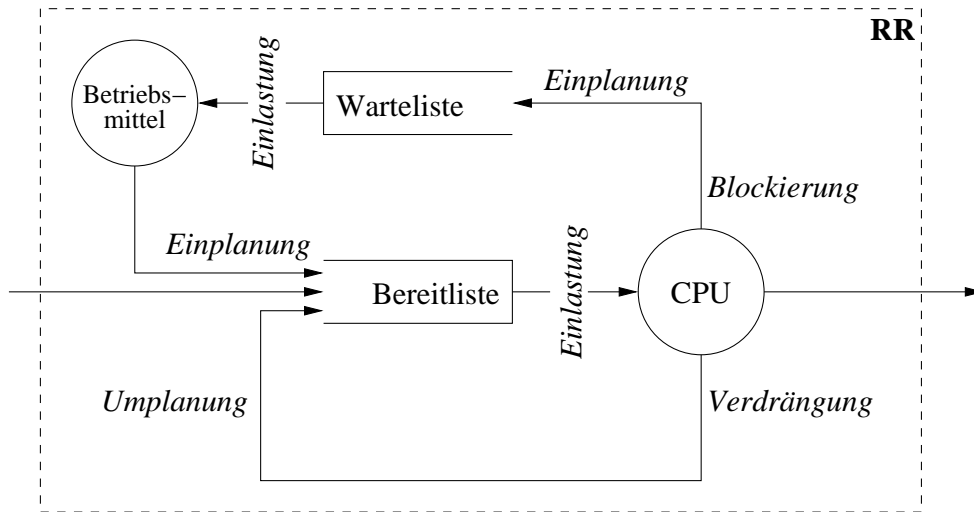 RR
Betriebs−
mittel
Einlastung
Warteliste
Einplanung
Blockierung
Einplanung
Bereitliste
Einlastung
CPU
Umplanung
Verdrängung